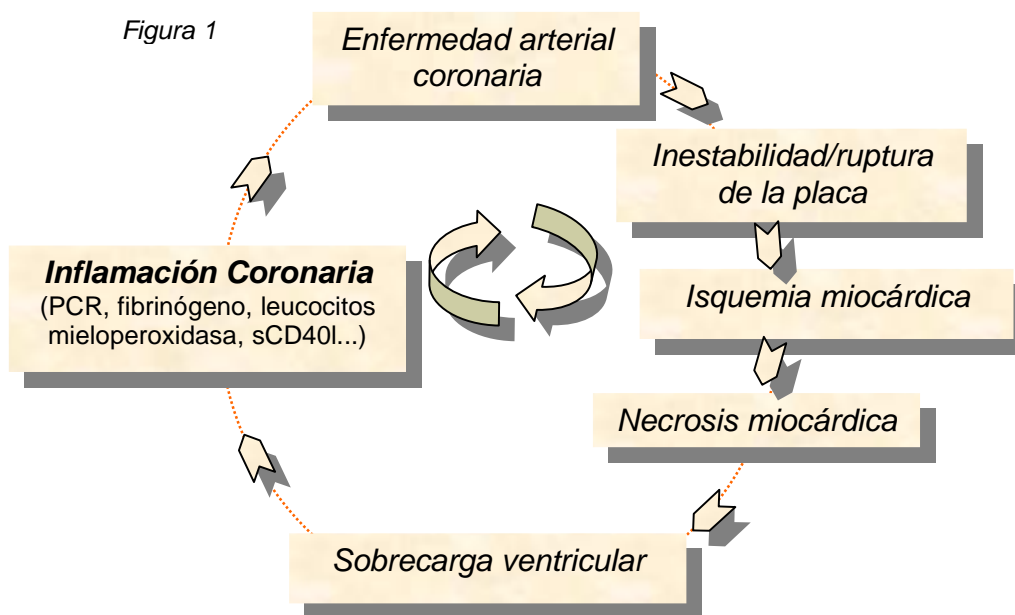 Figura 1
Enfermedad arterial
coronaria
Inestabilidad/ruptura
de la placa
Isquemia miocárdica
Necrosis miocárdica
Sobrecarga ventricular
Inflamación Coronaria
(PCR, fibrinógeno, leucocitos
mieloperoxidasa, sCD40l...)